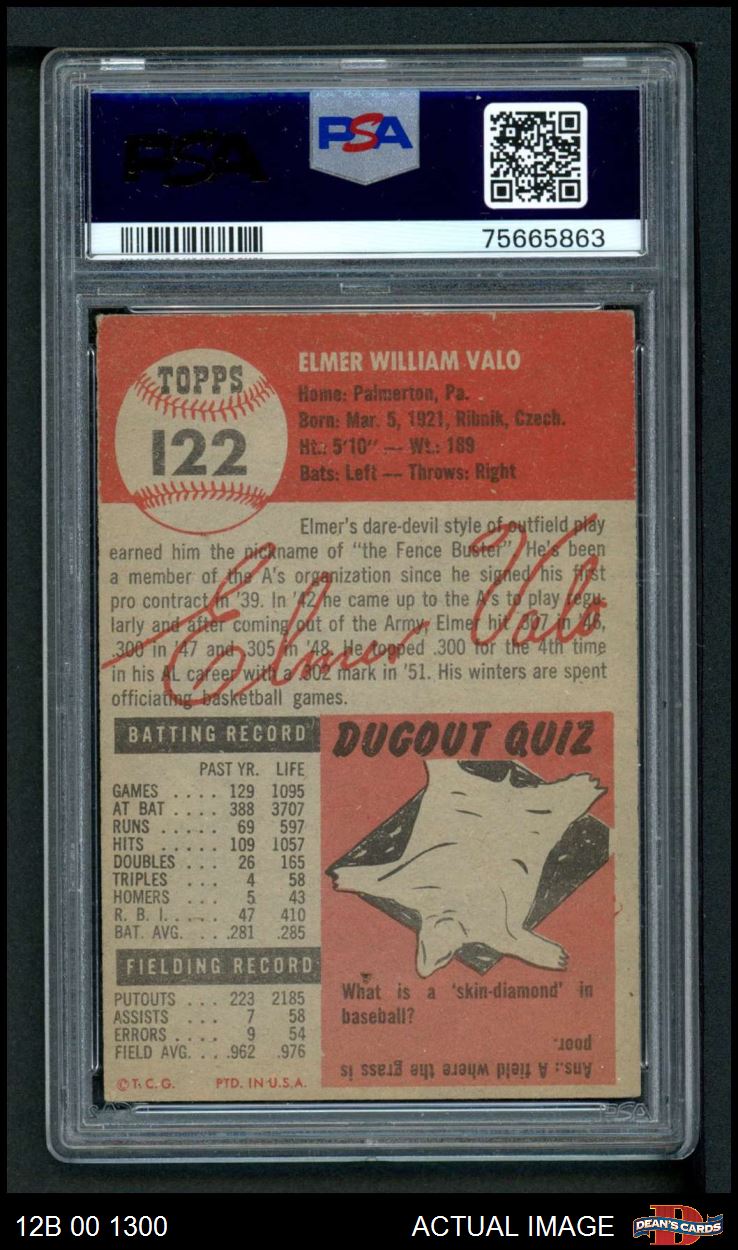 PSA
PSA
75665863
TOPPS
122
ELMER WILLIAM VALO
Home: Palmerton, Pa.
Born: Mar. 5, 1921, Ribnik, Czech.
Ht.: 5'10" — Wt.: 189
Bats: Left — Throws: Right
Elmer's dare-devil style of outfield play
earned him the nickname of "the Fence Buster". He's been
a member of the A's organization since he signed his first
pro contract in '39. In '42 he came up to the A's to play regu-
larly and after coming out of the Army, Elmer hit .307 in '46,
.300 in '47 and .305 in '48. He topped .300 for the 4th time
in his AL career with a .302 mark in '51. His winters are spent
officiating basketball games.
Elmer Valo
BATTING RECORD
PAST YR. LIFE
GAMES .... 129 1095
AT BAT .... 388 3707
RUNS ..... 69 597
HITS ..... 109 1057
DOUBLES ... 26 165
TRIPLES ... 4 58
HOMERS ... 5 43
R. B. I. .... 47 410
BAT. AVG. ... .281 .285
FIELDING RECORD
PUTOUTS ... 223 2185
ASSISTS ... 7 58
ERRORS .... 9 54
FIELD AVG. ... .962 .976
© T. C. G. PTD. IN U.S.A.
DUGOUT QUIZ
What is a 'skin-diamond' in
baseball?
Ans.: A field where the grass is
poor.
PSA
12B 00 1300
ACTUAL IMAGE
DEAN'S CARDS